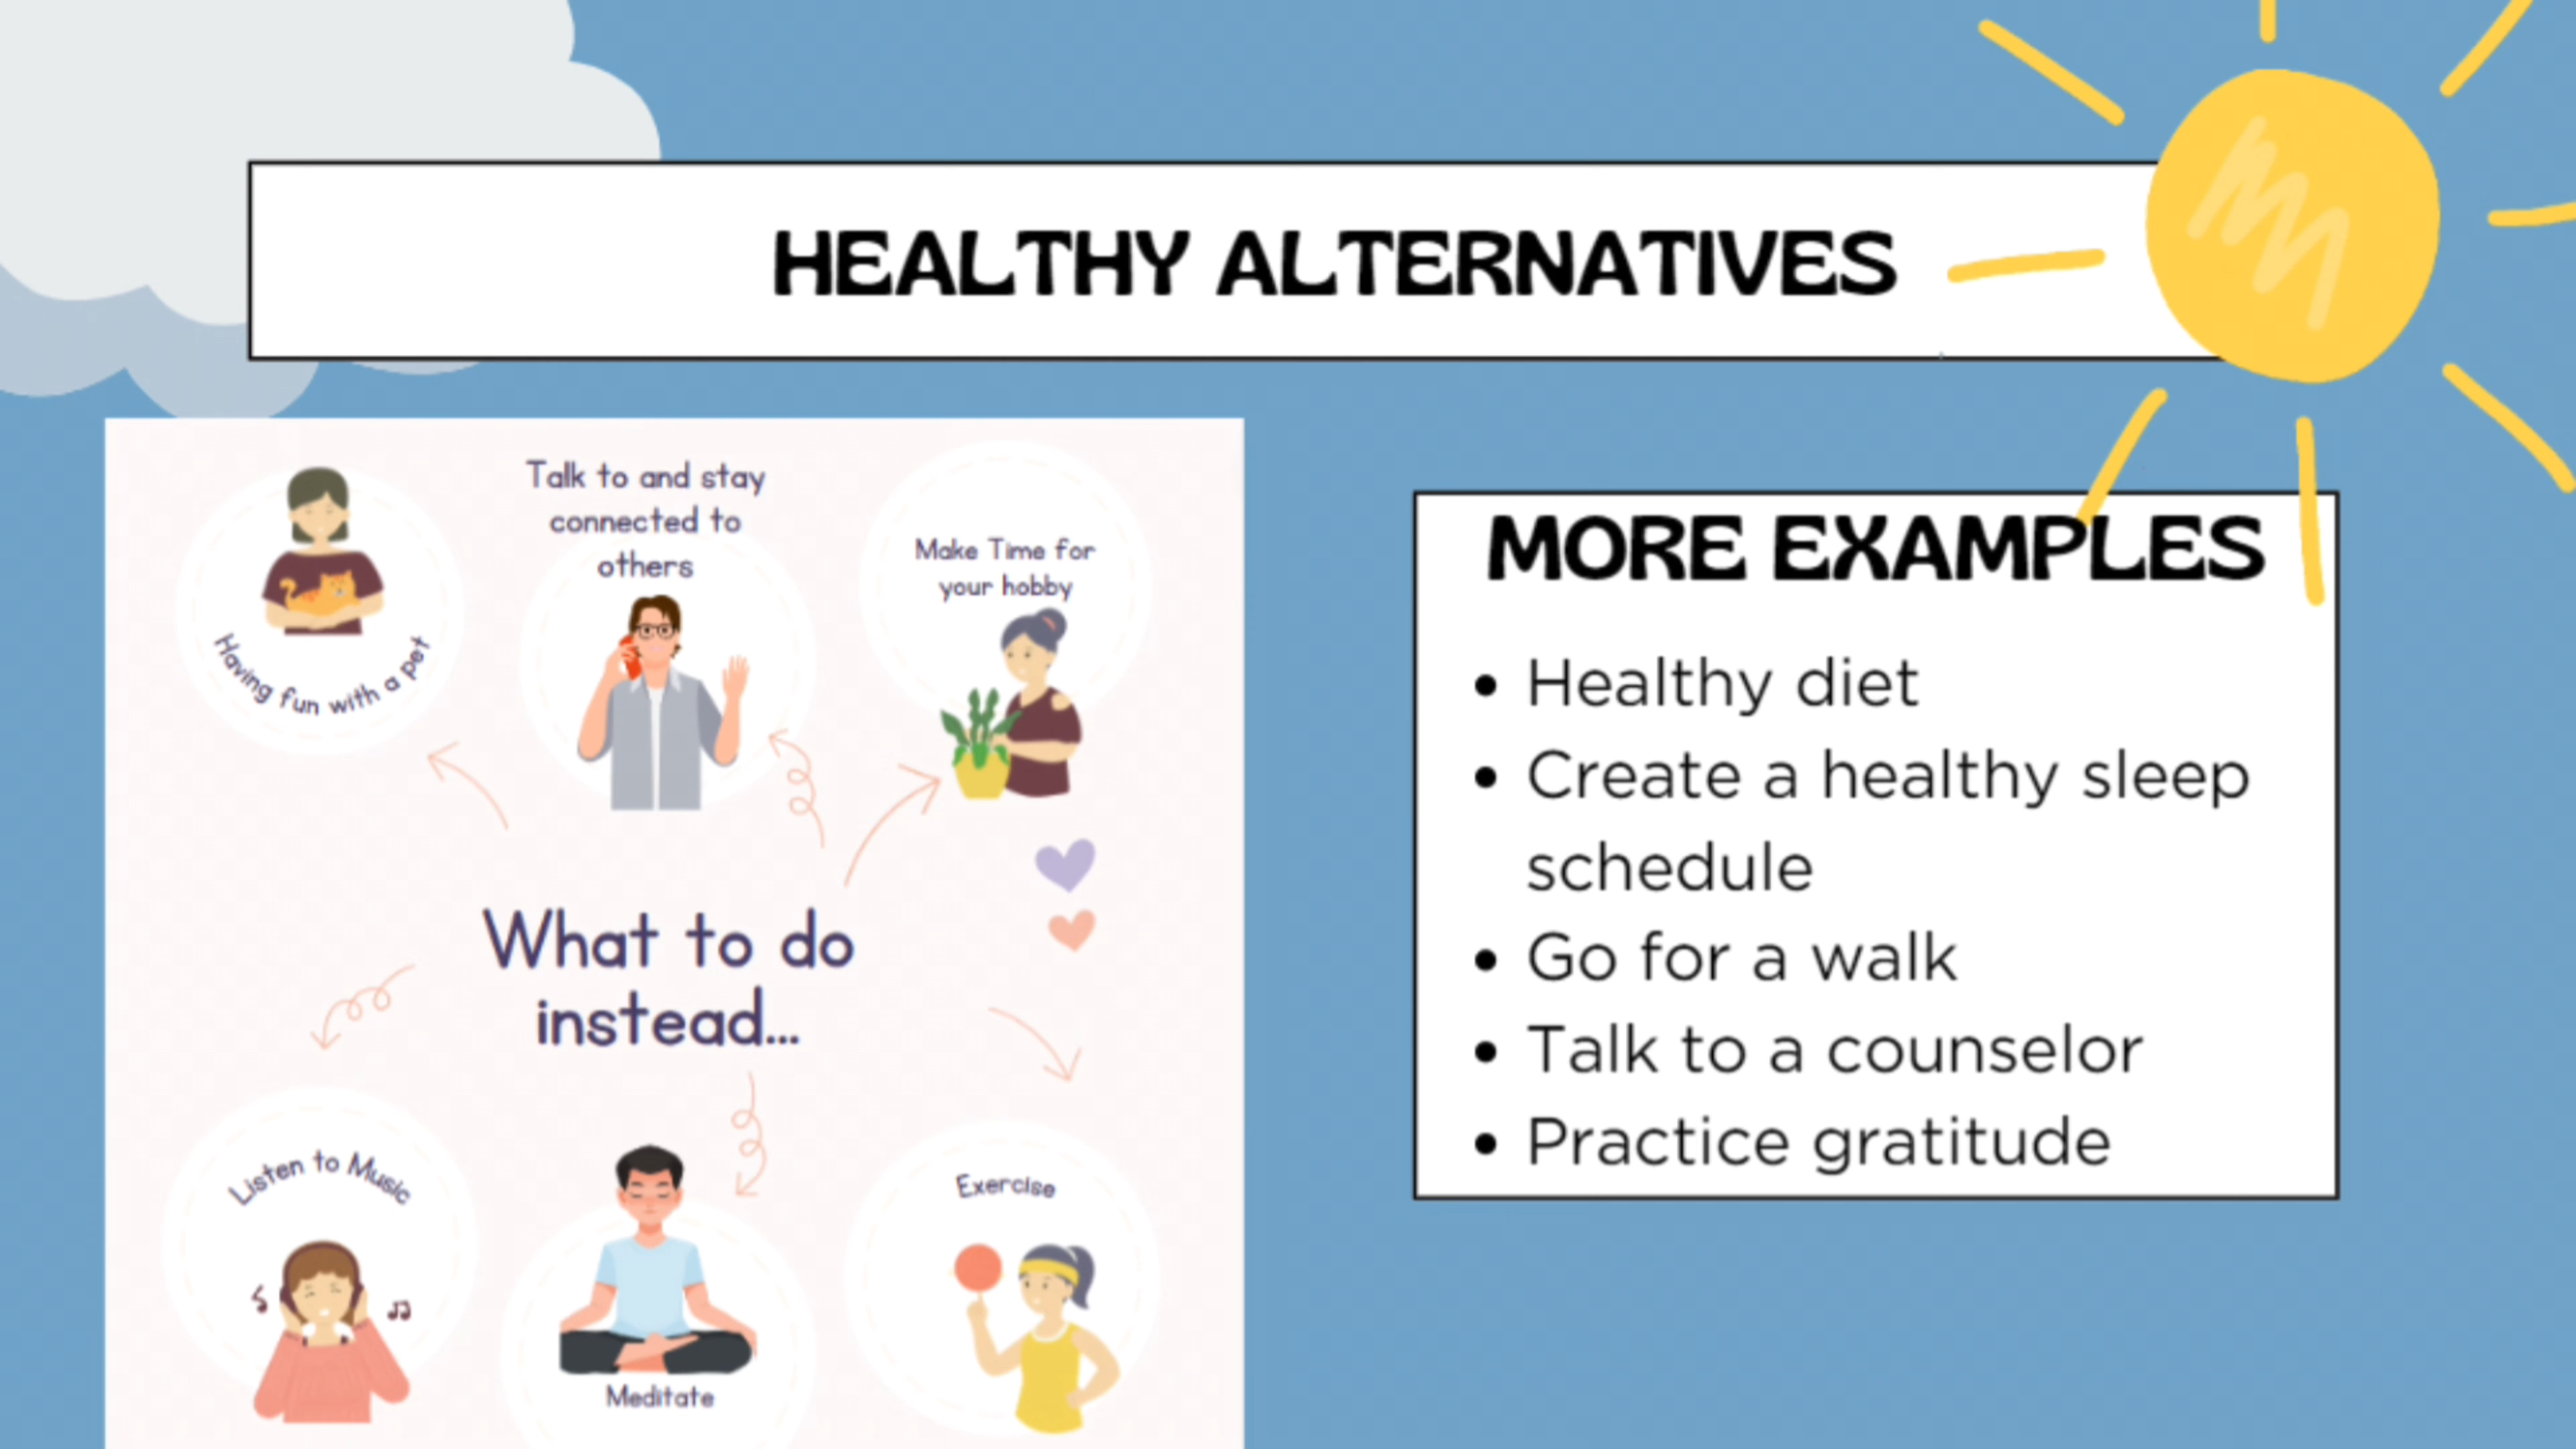 HEALTHY ALTERNATIVES
Having fun with a pet
Talk to and stay
connected to
others
Make Time for
your hobby
What to do
instead...
Listen to Music
Meditate
Exercise
MORE EXAMPLES
• Healthy diet
• Create a healthy sleep
schedule
• Go for a walk
• Talk to a counselor
• Practice gratitude